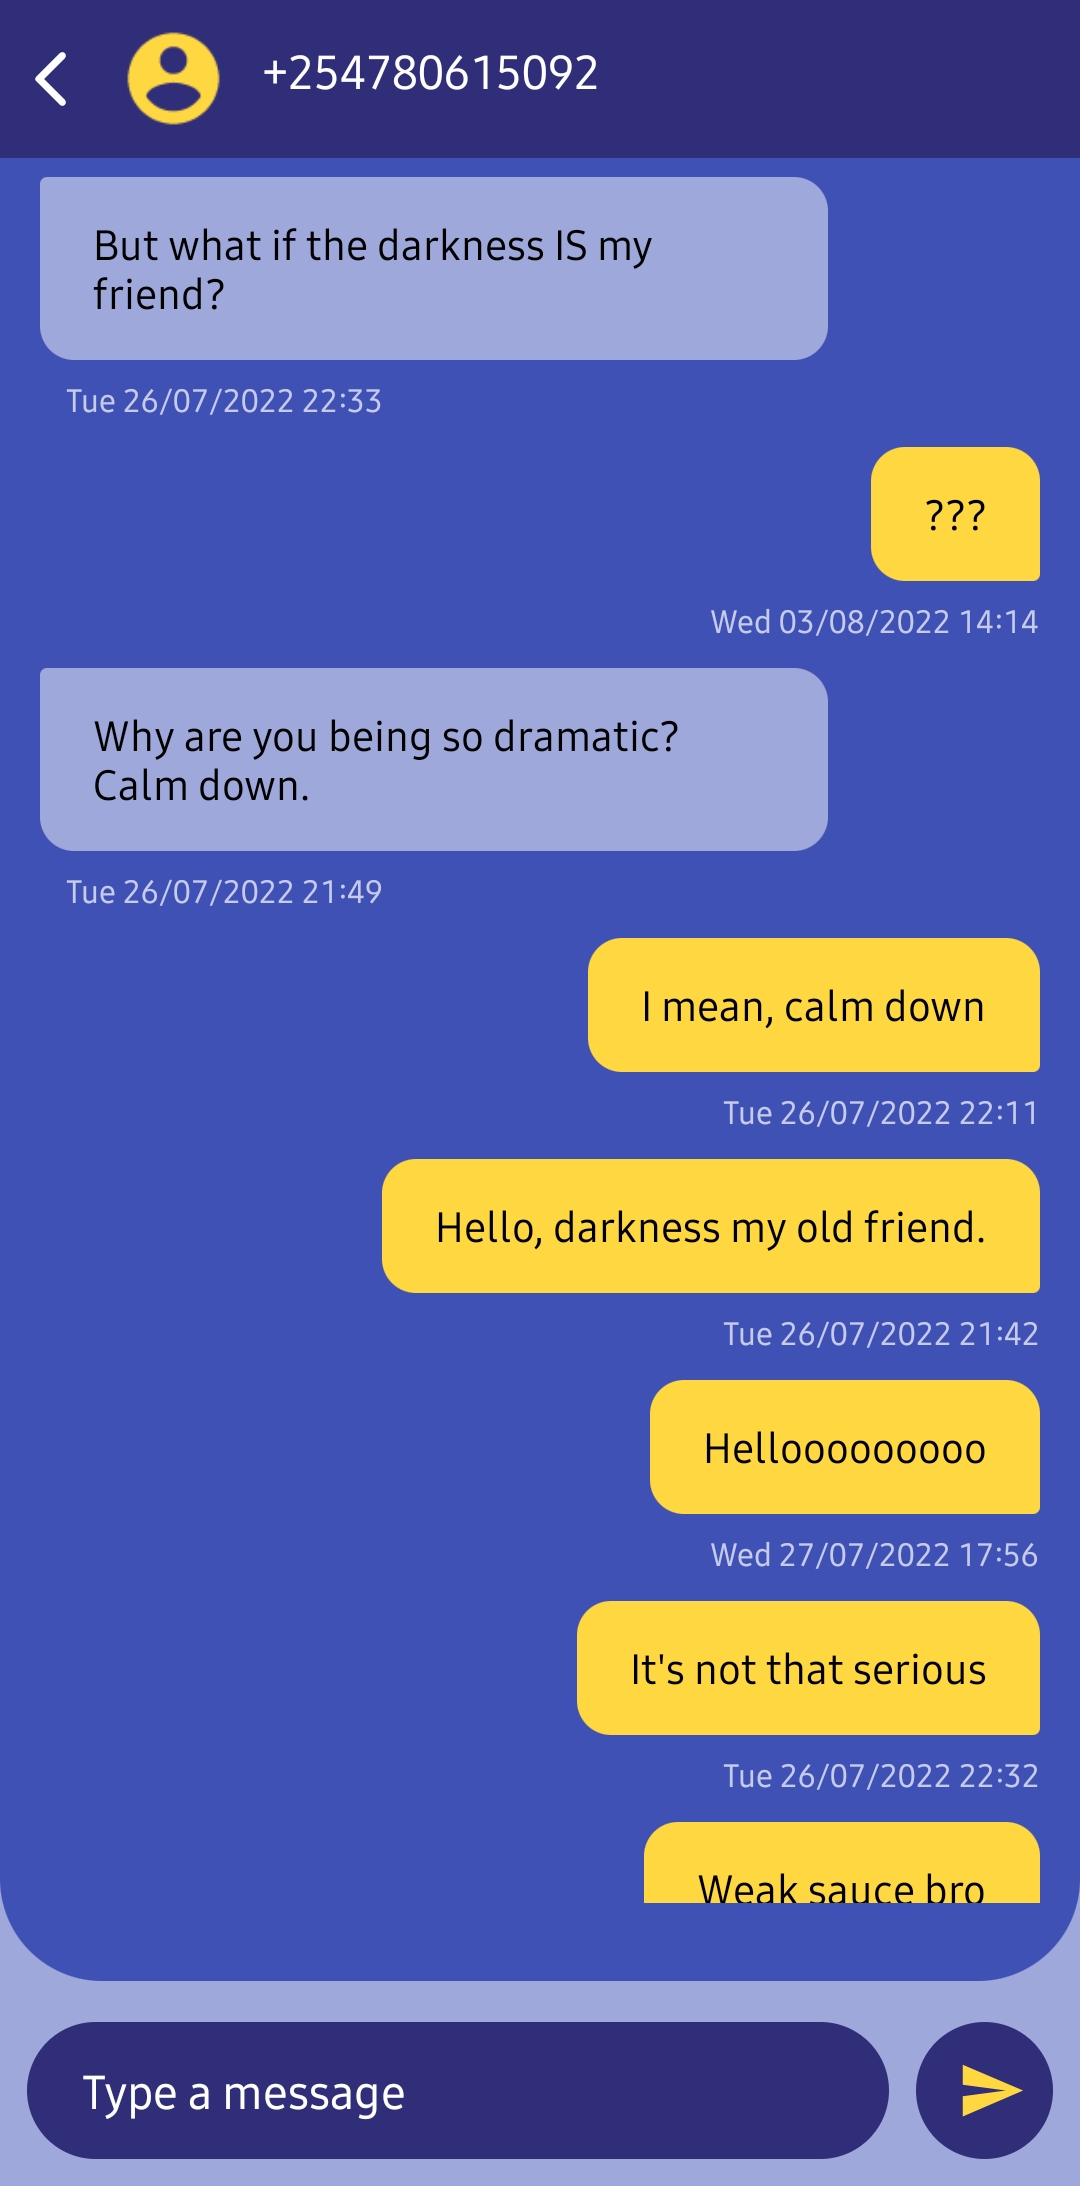 +254780615092
But what if the darkness IS my
friend?
Tue 26/07/2022 22:33
???
Wed 03/08/2022 14:14
Why are you being so dramatic?
Calm down.
Tue 26/07/2022 21:49
I mean, calm down
Tue 26/07/2022 22:11
Hello, darkness my old friend.
Tue 26/07/2022 21:42
Hellooooooooo
Wed 27/07/2022 17:56
It's not that serious
Tue 26/07/2022 22:32
Weak sauce bro
Type a message